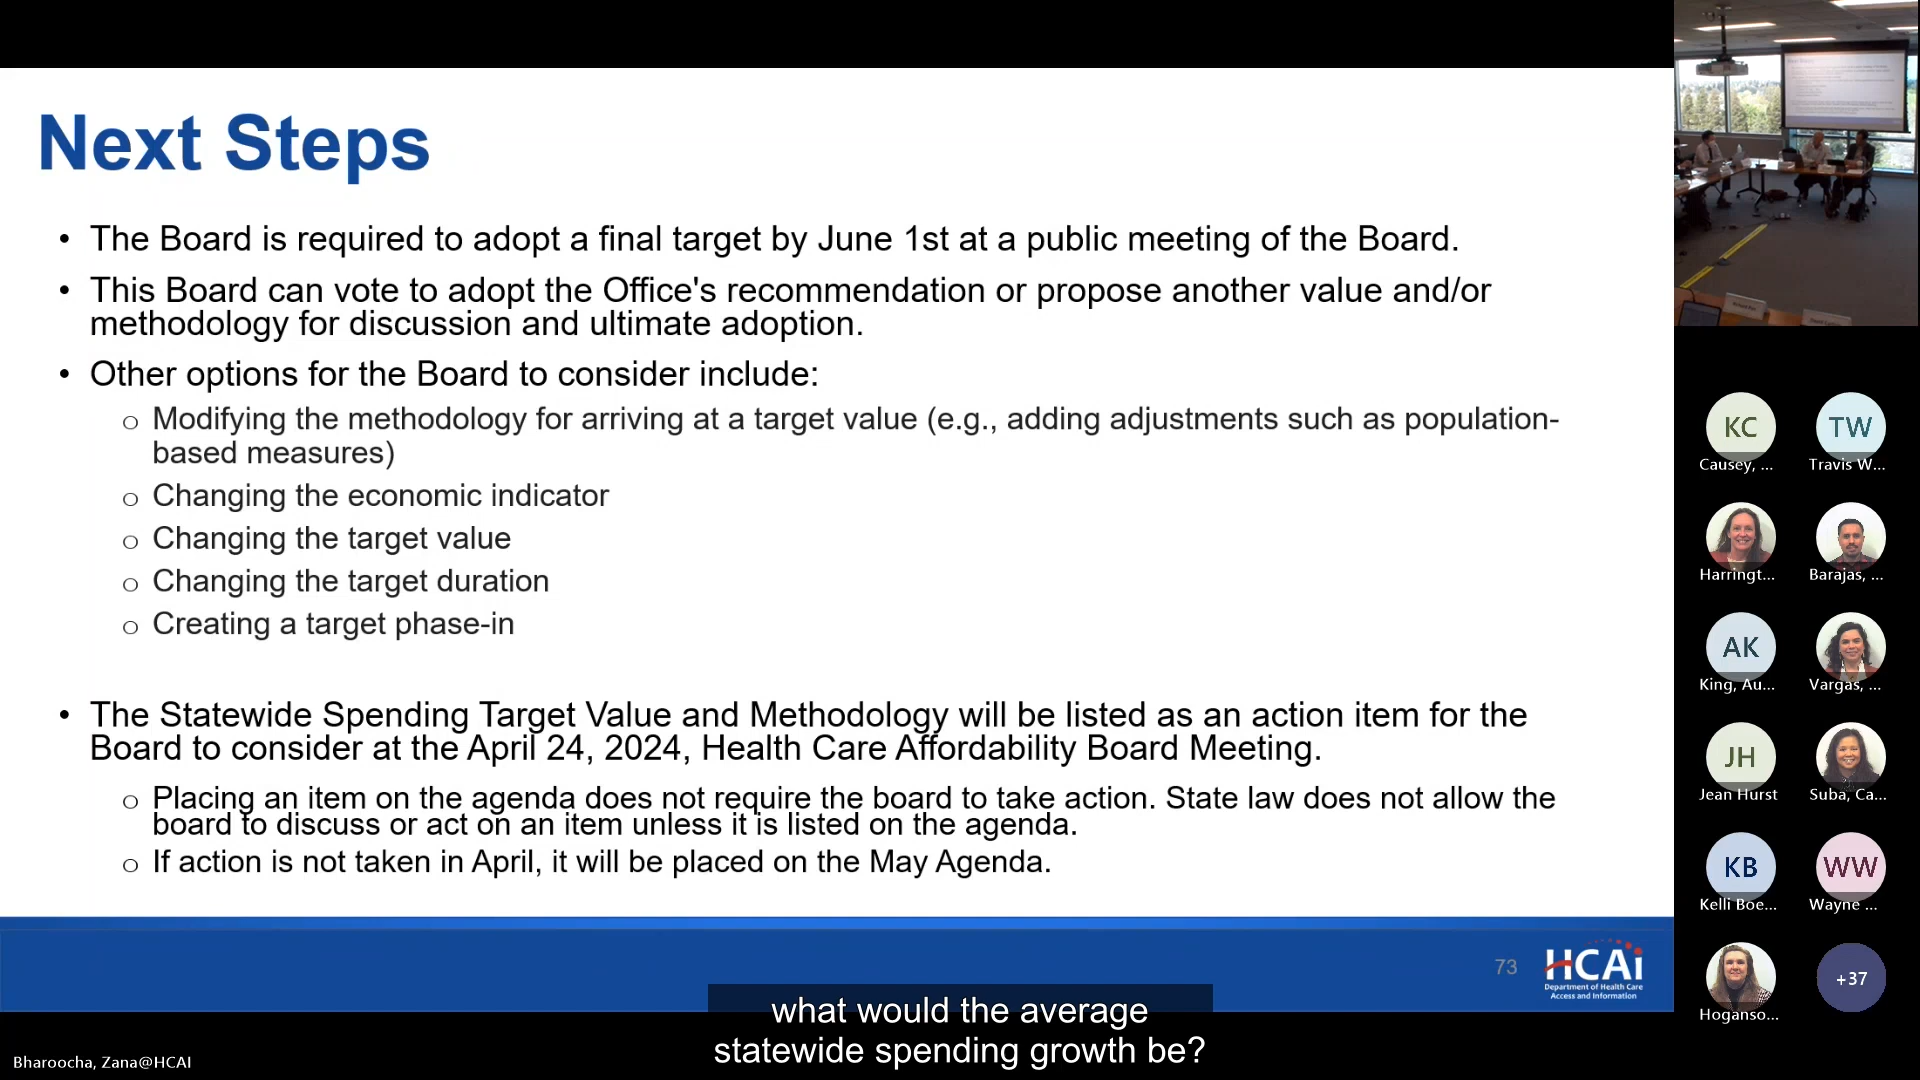 Next Steps
• The Board is required to adopt a final target by June 1st at a public meeting of the Board.
• This Board can vote to adopt the Office's recommendation or propose another value and/or
methodology for discussion and ultimate adoption.
• Other options for the Board to consider include:
o Modifying the methodology for arriving at a target value (e.g., adding adjustments such as population-
based measures)
o Changing the economic indicator
o Changing the target value
o Changing the target duration
o Creating a target phase-in
• The Statewide Spending Target Value and Methodology will be listed as an action item for the
Board to consider at the April 24, 2024, Health Care Affordability Board Meeting.
o Placing an item on the agenda does not require the board to take action. State law does not allow the
board to discuss or act on an item unless it is listed on the agenda.
o If action is not taken in April, it will be placed on the May Agenda.
73
HCAi
Department of Health Care
Access and Information
what would the average
statewide spending growth be?
Bharoocha, Zana@HCAI
KC
Causey, ...
TW
Travis W...
Harringt...
Barajas, ...
AK
King, Au...
Vargas, ...
JH
Jean Hurst
Suba, Ca...
KB
Kelli Boe...
WW
Wayne ...
Hoganso...
+37